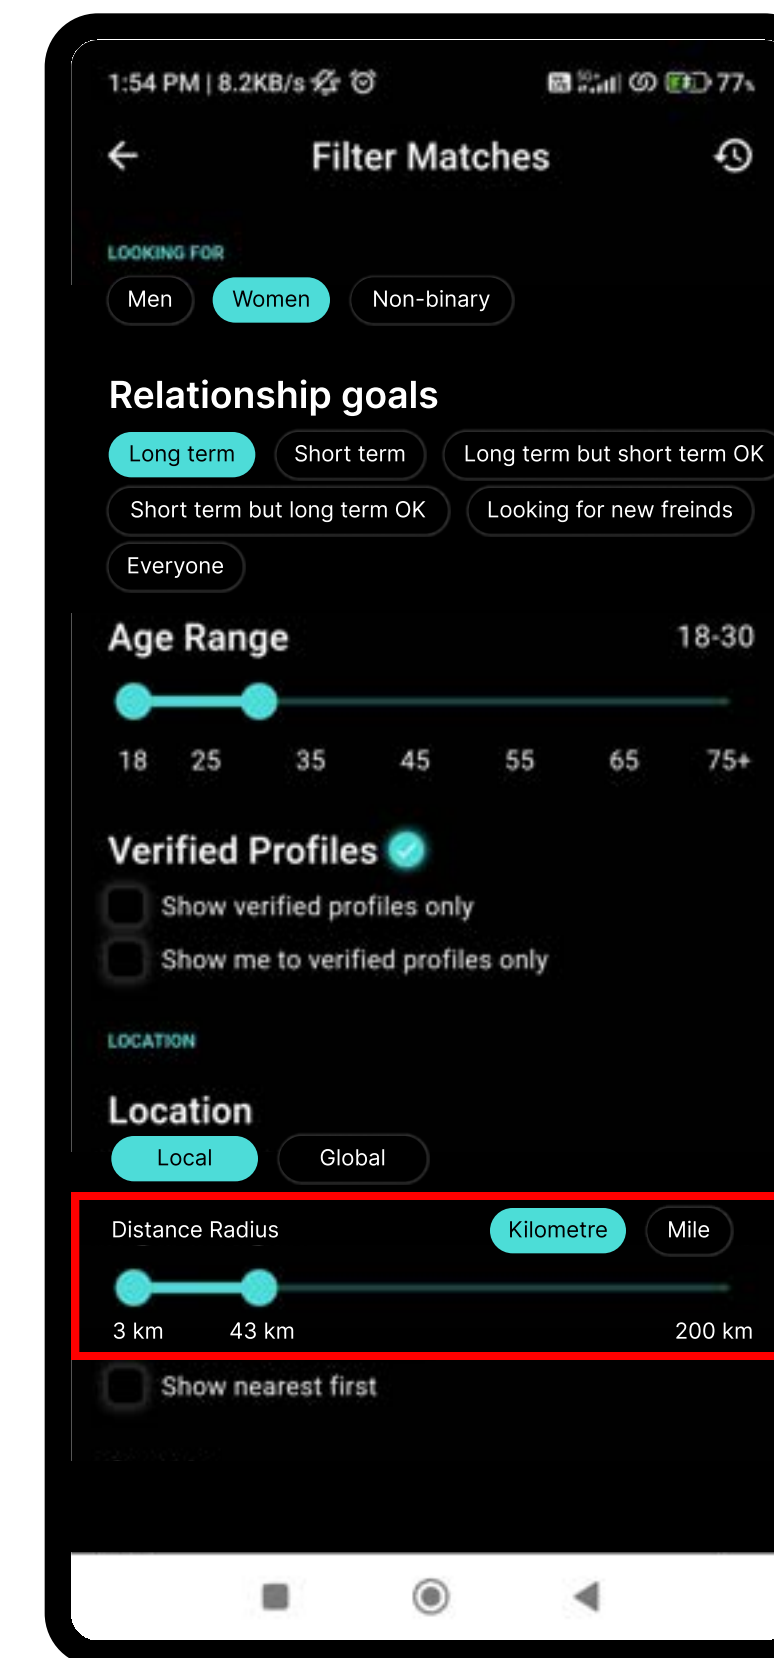 1:54 PM | 8.2KB/s 77%
Filter Matches
LOOKING FOR
Men Women Non-binary
Relationship goals
Long term Short term Long term but short term OK
Short term but long term OK Looking for new freinds
Everyone
Age Range 18-30
18 25 35 45 55 65 75+
Verified Profiles
Show verified profiles only
Show me to verified profiles only
LOCATION
Location
Local Global
Distance Radius Kilometre Mile
3 km 43 km 200 km
Show nearest first